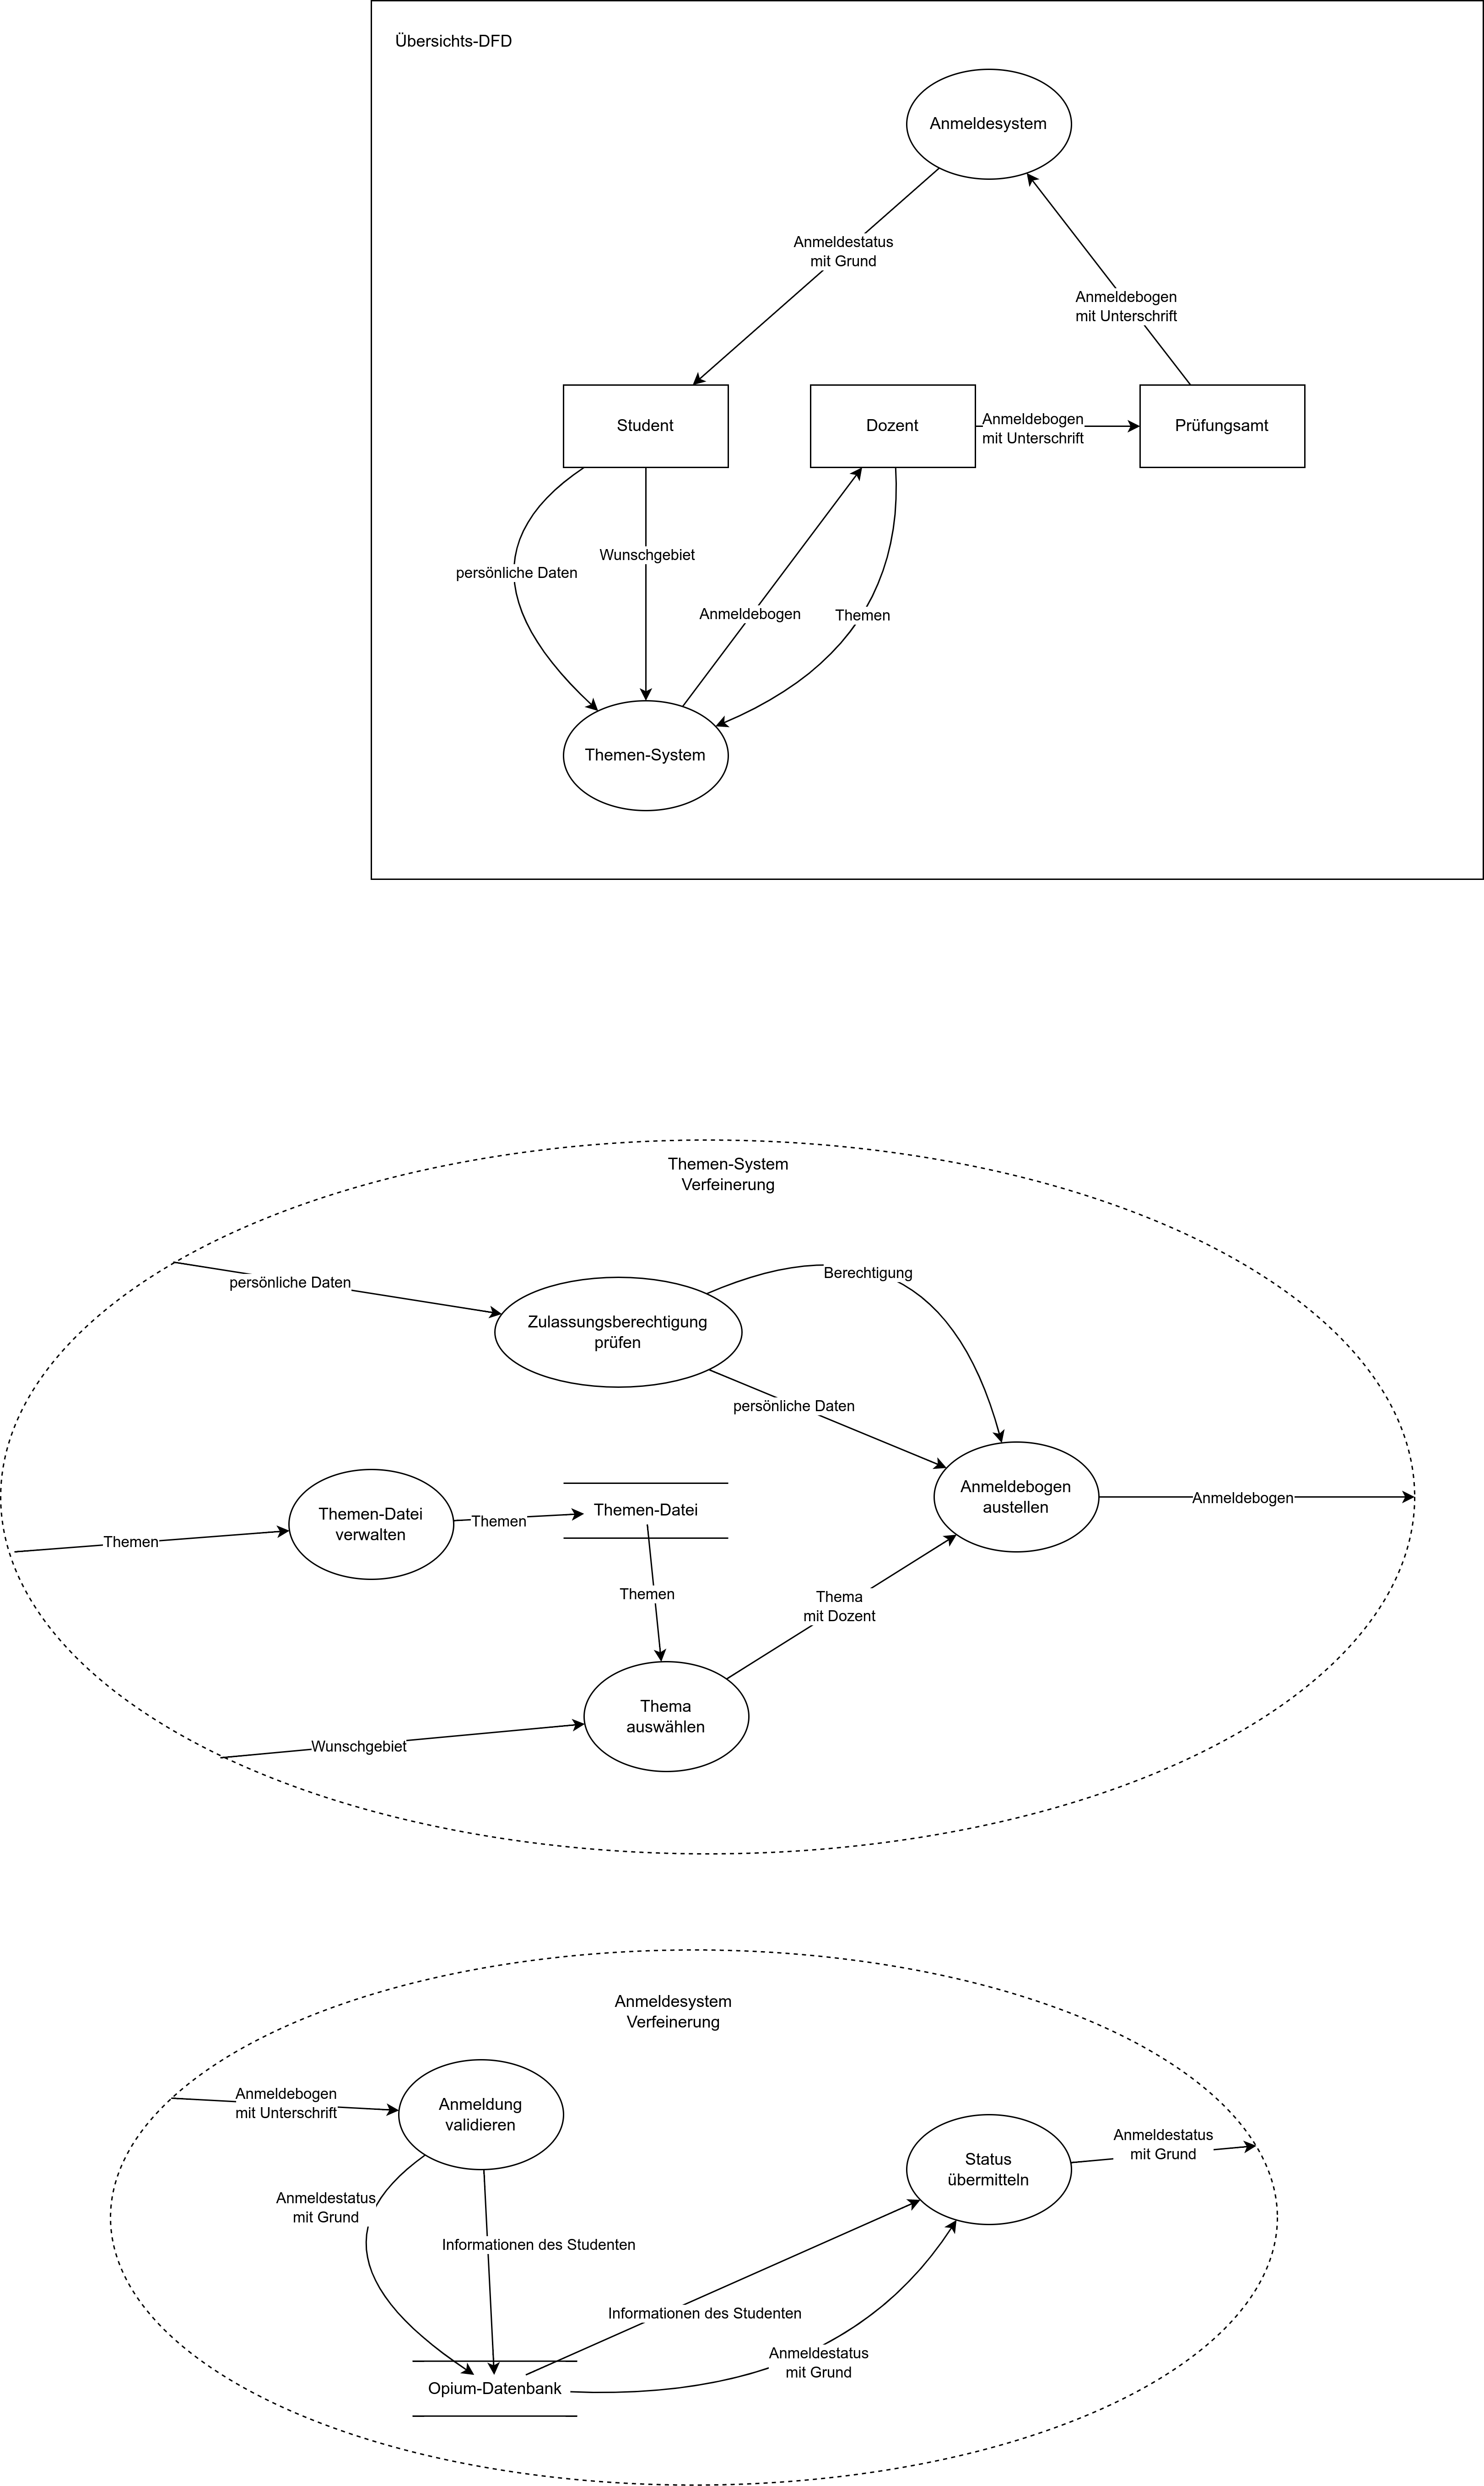 Übersichts-DFD
Anmeldesystem
Anmeldestatus
mit Grund
Anmeldebogen
mit Unterschrift
Student
Dozent
Anmeldebogen
mit Unterschrift
Prüfungsamt
Wunschgebiet
persönliche Daten
Anmeldebogen
Themen
Themen-System
Themen-System
Verfeinerung
persönliche Daten
Berechtigung
Zulassungsberechtigung
prüfen
persönliche Daten
Anmeldebogen
austellen
Anmeldebogen
Themen-Datei
verwalten
Themen
Themen-Datei
Themen
Themen
Thema
mit Dozent
Thema
auswählen
Wunschgebiet
Anmeldesystem
Verfeinerung
Anmeldebogen
mit Unterschrift
Anmeldung
validieren
Anmeldestatus
mit Grund
Status
übermitteln
Anmeldestatus
mit Grund
Informationen des Studenten
Informationen des Studenten
Anmeldestatus
mit Grund
Opium-Datenbank